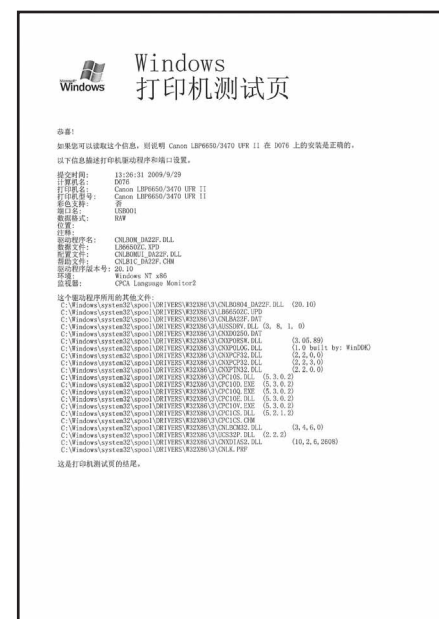 Windows
Windows
打印机测试页
恭喜!
如果您可以读取这个信息，则说明 Canon LBP6650/3470 UFR II 在 D076 上的安装是正确的。
以下信息描述打印机驱动程序和端口设置。
提交时间: 13:26:31 2009/9/29
计算机名: D076
打印机名: Canon LBP6650/3470 UFR II
打印机型号: Canon LBP6650/3470 UFR II
彩色支持: 否
端口名: USB001
数据格式: RAW
位置:
注释:
驱动程序名: CNLB0M_DA22F.DLL
数据文件: LB6650ZC.XPD
配置文件: CNLB0MUI_DA22F.DLL
帮助文件: CNLB1C_DA22F.CHM
驱动程序版本号: 20.10
环境: Windows NT x86
监视器: CPCA Language Monitor2
这个驱动程序所用的其他文件:
C:\Windows\system32\spool\DRIVERS\W32X86\3\CNLB0804_DA22F.DLL (20.10)
C:\Windows\system32\spool\DRIVERS\W32X86\3\LB6650ZC.UPD
C:\Windows\system32\spool\DRIVERS\W32X86\3\CNLBA22F.DAT
C:\Windows\system32\spool\DRIVERS\W32X86\3\CNXD0250.DAT
C:\Windows\system32\spool\DRIVERS\W32X86\3\AUSSDRV.DLL (3, 8, 1, 0)
C:\Windows\system32\spool\DRIVERS\W32X86\3\CNXP0RSW.DLL (3.05.89)
C:\Windows\system32\spool\DRIVERS\W32X86\3\CNXP0LOG.DLL (1.0 built by: WinDDK)
C:\Windows\system32\spool\DRIVERS\W32X86\3\CNXPCF32.DLL (2,2,0,0)
C:\Windows\system32\spool\DRIVERS\W32X86\3\CNXPCP32.DLL (2,2,3,0)
C:\Windows\system32\spool\DRIVERS\W32X86\3\CNXPTN32.DLL (2.2.0.0)
C:\Windows\system32\spool\DRIVERS\W32X86\3\CPC10S.DLL (5.3.0.2)
C:\Windows\system32\spool\DRIVERS\W32X86\3\CPC10D.EXE (5.3.0.2)
C:\Windows\system32\spool\DRIVERS\W32X86\3\CPC10Q.EXE (5.3.0.2)
C:\Windows\system32\spool\DRIVERS\W32X86\3\CPC10E.DLL (5.3.0.2)
C:\Windows\system32\spool\DRIVERS\W32X86\3\CPC10V.EXE (5.3.0.2)
C:\Windows\system32\spool\DRIVERS\W32X86\3\CPC1CS.DLL (5.2.1.2)
C:\Windows\system32\spool\DRIVERS\W32X86\3\CPC1CS.CHM
C:\Windows\system32\spool\DRIVERS\W32X86\3\CNLBCM32.DLL (3,4,6,0)
C:\Windows\system32\spool\DRIVERS\W32X86\3\UCS32P.DLL (2.2.2)
C:\Windows\system32\spool\DRIVERS\W32X86\3\CNXDIAS2.DLL (10,2,6,2608)
C:\Windows\system32\spool\DRIVERS\W32X86\3\CNLK.PRF
这是打印机测试页的结尾。